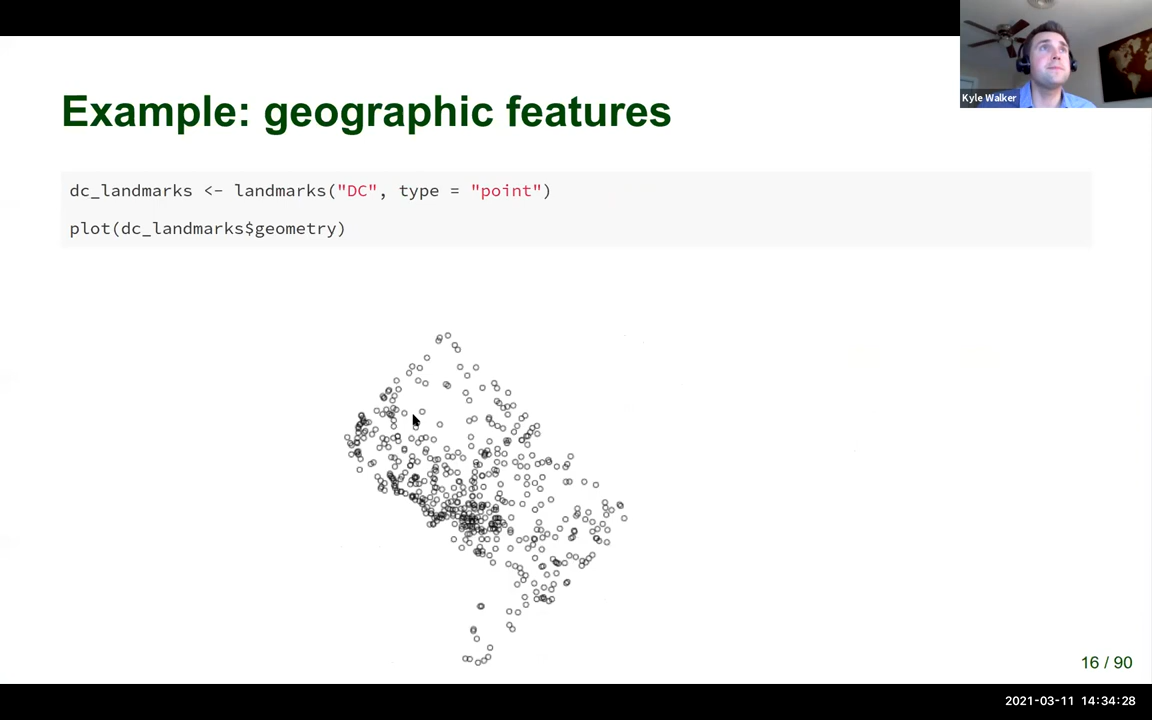 Kyle Walker
Example: geographic features
dc_landmarks <- landmarks("DC", type = "point")
plot(dc_landmarks$geometry)
16 / 90
2021-03-11 14:34:28